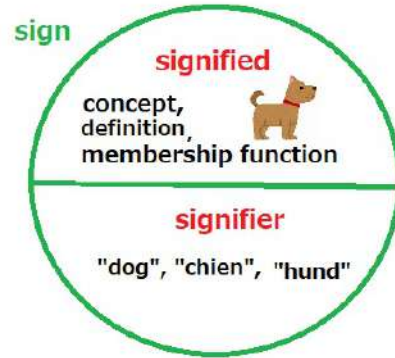 sign
signified
concept,
definition,
membership function
signifier
"dog", "chien", "hund"